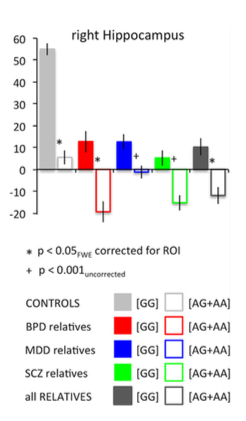 right Hippocampus
60
50
40
30
20
10
0
-10
-20
* * + + *
* p < 0.05FWE corrected for ROI
+ p < 0.001uncorrected
CONTROLS [GG] [AG+AA]
BPD relatives [GG] [AG+AA]
MDD relatives [GG] [AG+AA]
SCZ relatives [GG] [AG+AA]
all RELATIVES [GG] [AG+AA]